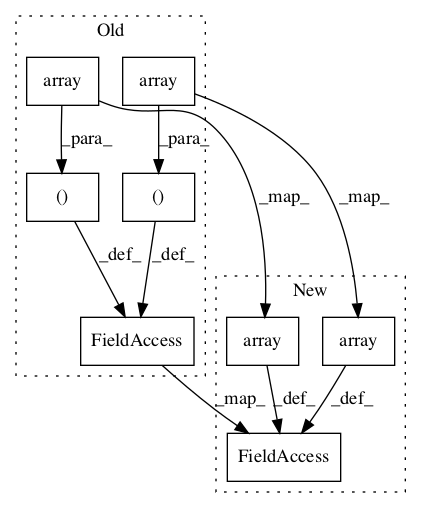 Old
array
array
_para_
_para_
_map_
_map_
()
()
_def_
_def_
New
FieldAccess
array
array
_map_
_def_
_def_
FieldAccess